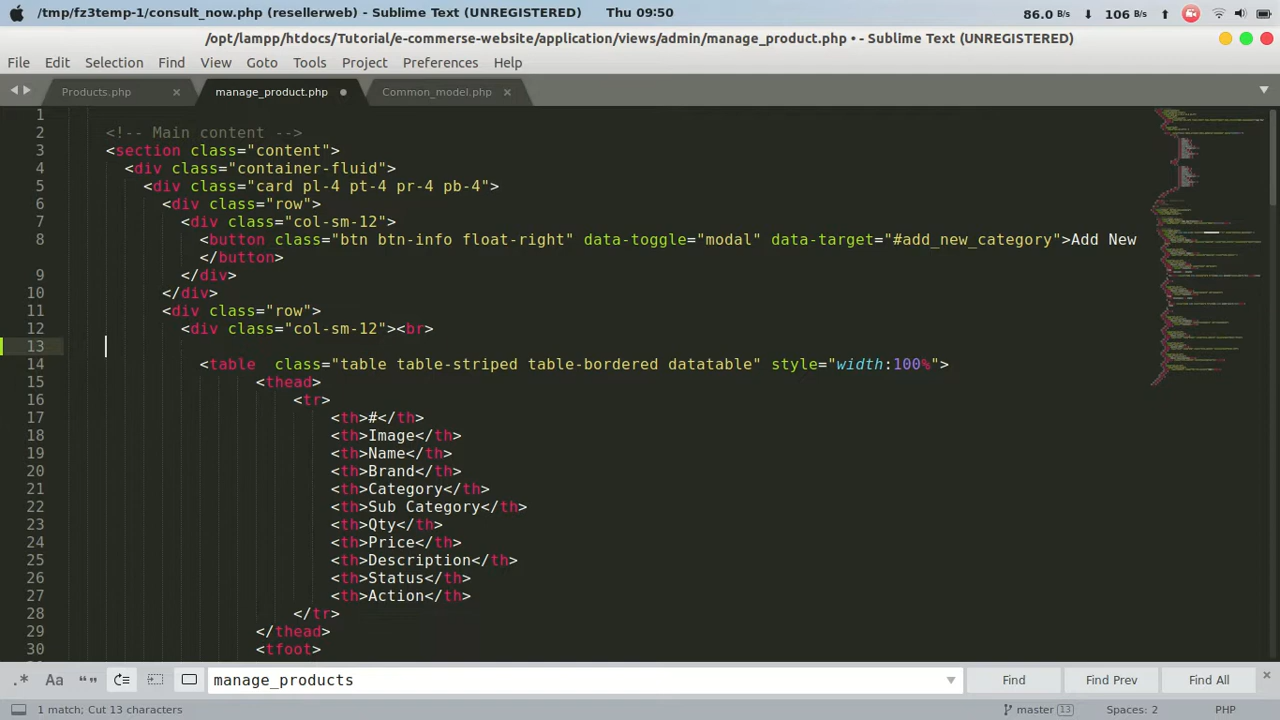 /tmp/fz3temp-1/consult_now.php (resellerweb) - Sublime Text (UNREGISTERED) Thu 09:50 86.0 B/s ⬇ 106 B/s ⬆
/opt/lampp/htdocs/Tutorial/e-commerse-website/application/views/admin/manage_product.php • - Sublime Text (UNREGISTERED)
File Edit Selection Find View Goto Tools Project Preferences Help
Products.php × manage_product.php • Common_model.php ×
1
2 <!-- Main content -->
3 <section class="content">
4 <div class="container-fluid">
5 <div class="card pl-4 pt-4 pr-4 pb-4">
6 <div class="row">
7 <div class="col-sm-12">
8 <button class="btn btn-info float-right" data-toggle="modal" data-target="#add_new_category">Add New
</button>
9 </div>
10 </div>
11 <div class="row">
12 <div class="col-sm-12"><br>
13
14 <table  class="table table-striped table-bordered datatable" style="width:100%">
15 <thead>
16 <tr>
17 <th>#</th>
18 <th>Image</th>
19 <th>Name</th>
20 <th>Brand</th>
21 <th>Category</th>
22 <th>Sub Category</th>
23 <th>Qty</th>
24 <th>Price</th>
25 <th>Description</th>
26 <th>Status</th>
27 <th>Action</th>
28 </tr>
29 </thead>
30 <tfoot>
.* Aa “” manage_products Find Find Prev Find All ×
1 match; Cut 13 characters master 13 Spaces: 2 PHP